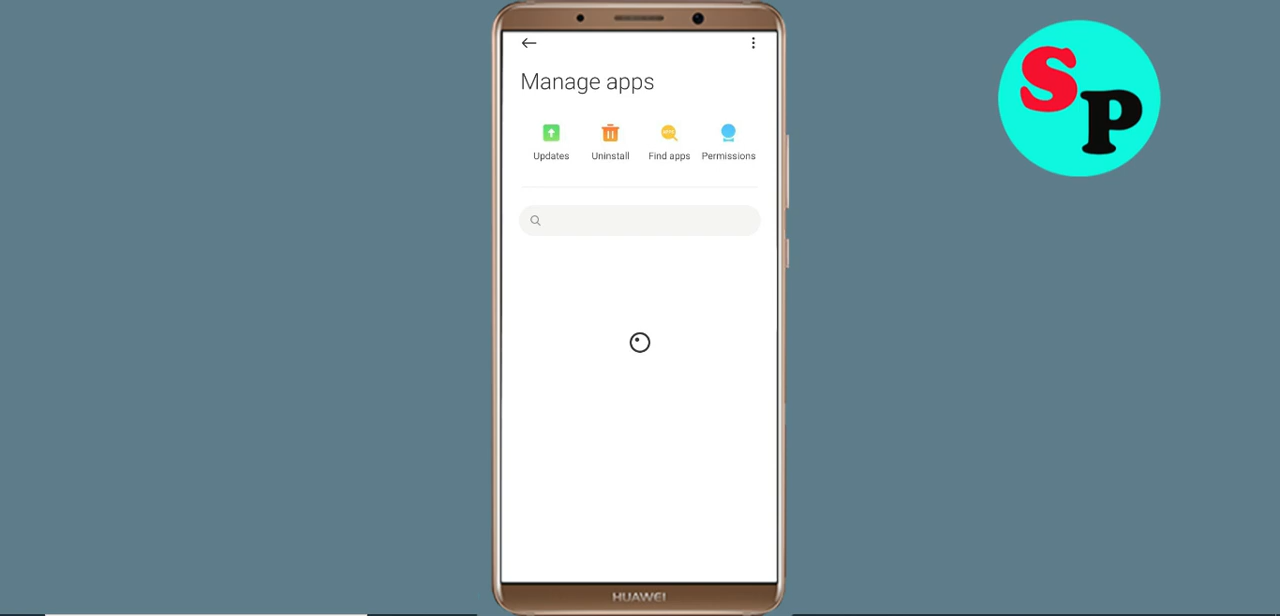 Manage apps
Updates
Uninstall
Find apps
Permissions
HUAWEI
SP